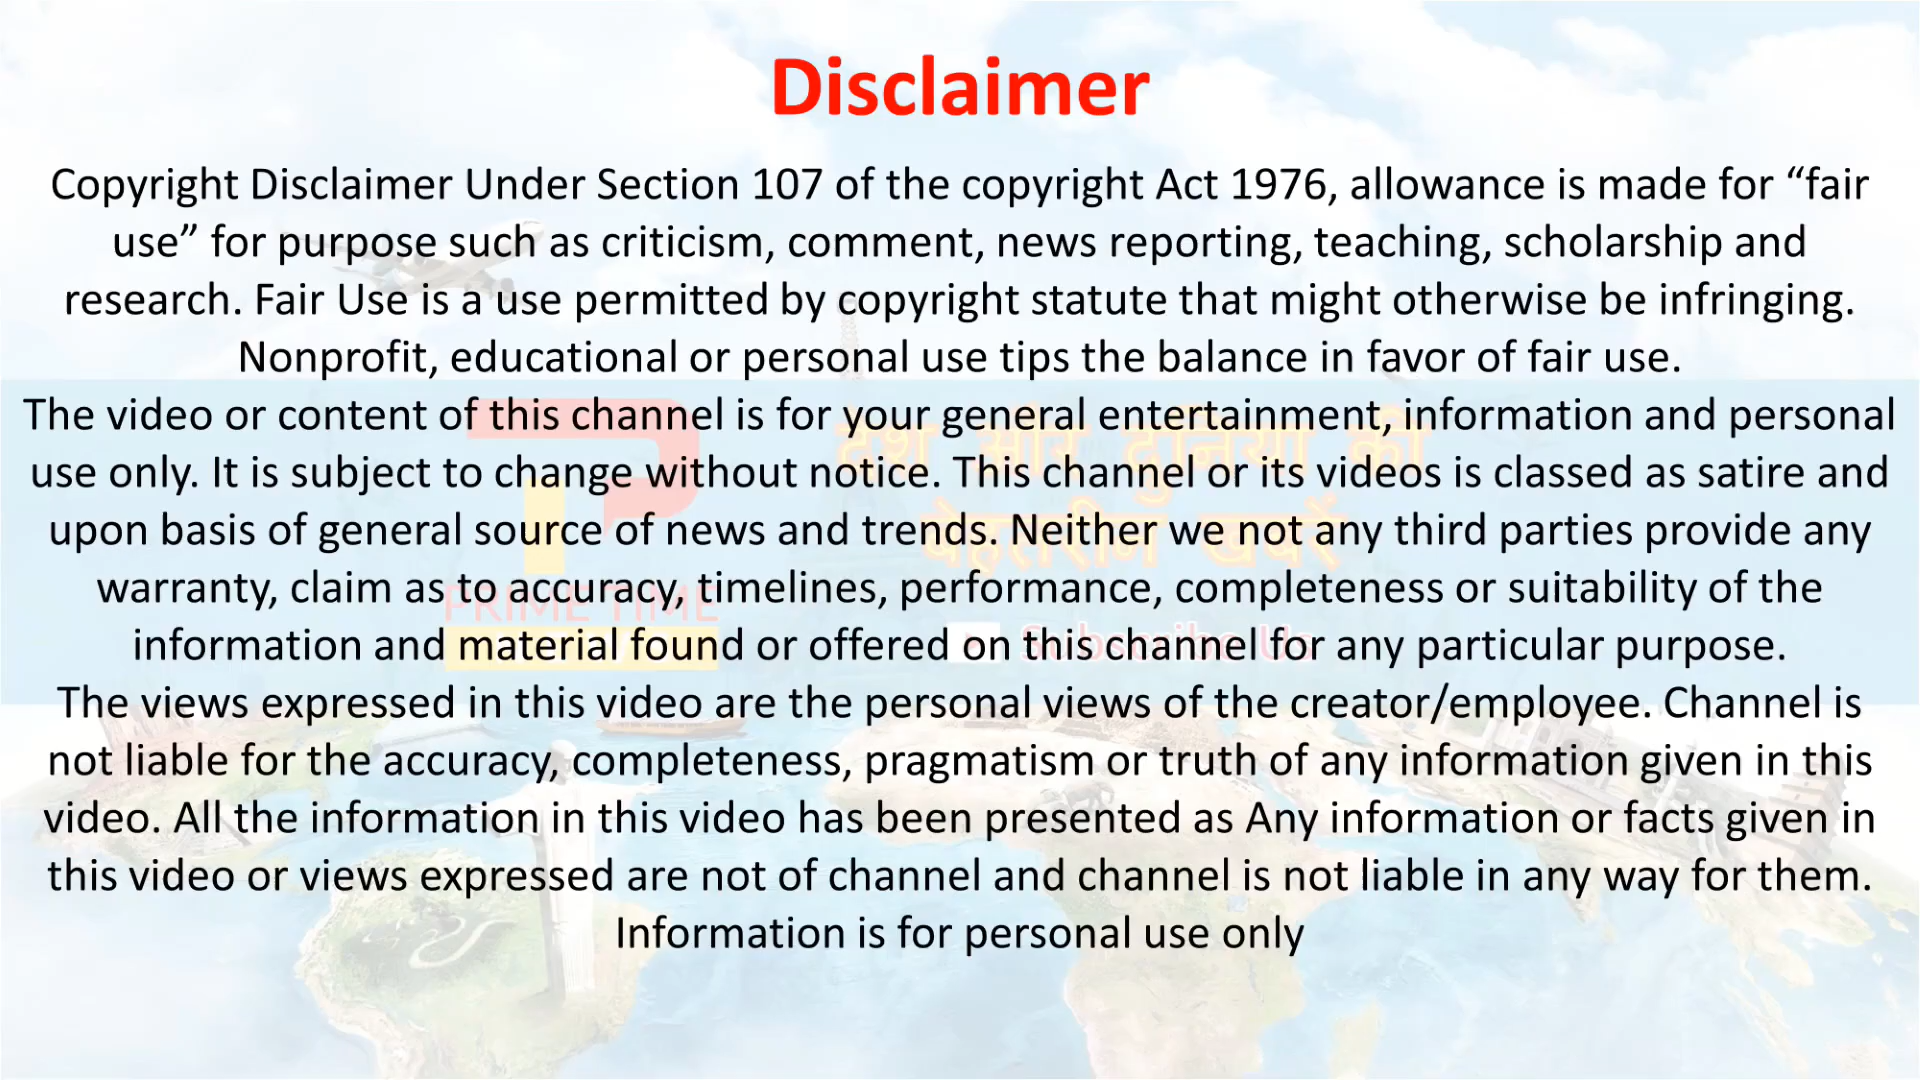 Disclaimer
Copyright Disclaimer Under Section 107 of the copyright Act 1976, allowance is made for “fair
use” for purpose such as criticism, comment, news reporting, teaching, scholarship and
research. Fair Use is a use permitted by copyright statute that might otherwise be infringing.
Nonprofit, educational or personal use tips the balance in favor of fair use.
The video or content of this channel is for your general entertainment, information and personal
use only. It is subject to change without notice. This channel or its videos is classed as satire and
upon basis of general source of news and trends. Neither we not any third parties provide any
warranty, claim as to accuracy, timelines, performance, completeness or suitability of the
information and material found or offered on this channel for any particular purpose.
The views expressed in this video are the personal views of the creator/employee. Channel is
not liable for the accuracy, completeness, pragmatism or truth of any information given in this
video. All the information in this video has been presented as Any information or facts given in
this video or views expressed are not of channel and channel is not liable in any way for them.
Information is for personal use only
देश और दुनिया की
बेहतरीन खबरें
PRIME TIME
Subscribe Us